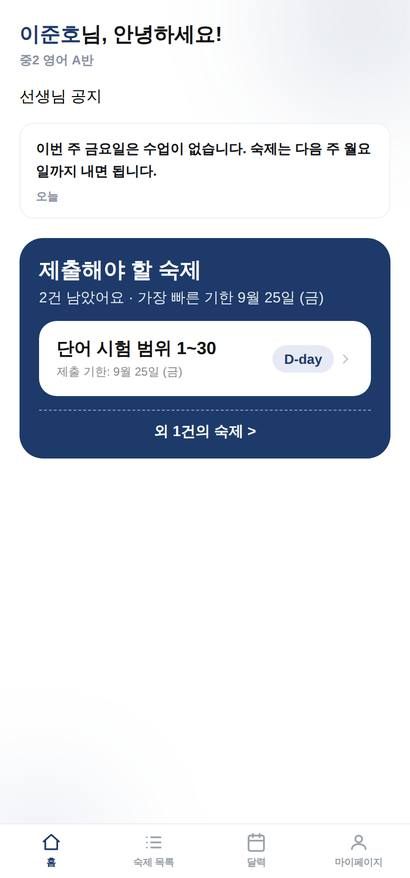 이준호님, 안녕하세요!
중2 영어 A반
선생님 공지
이번 주 금요일은 수업이 없습니다. 숙제는 다음 주 월요
일까지 내면 됩니다.
오늘
제출해야 할 숙제
2건 남았어요 · 가장 빠른 기한 9월 25일 (금)
단어 시험 범위 1~30
제출 기한: 9월 25일 (금)
D-day
외 1건의 숙제 >
홈
숙제 목록
달력
마이페이지